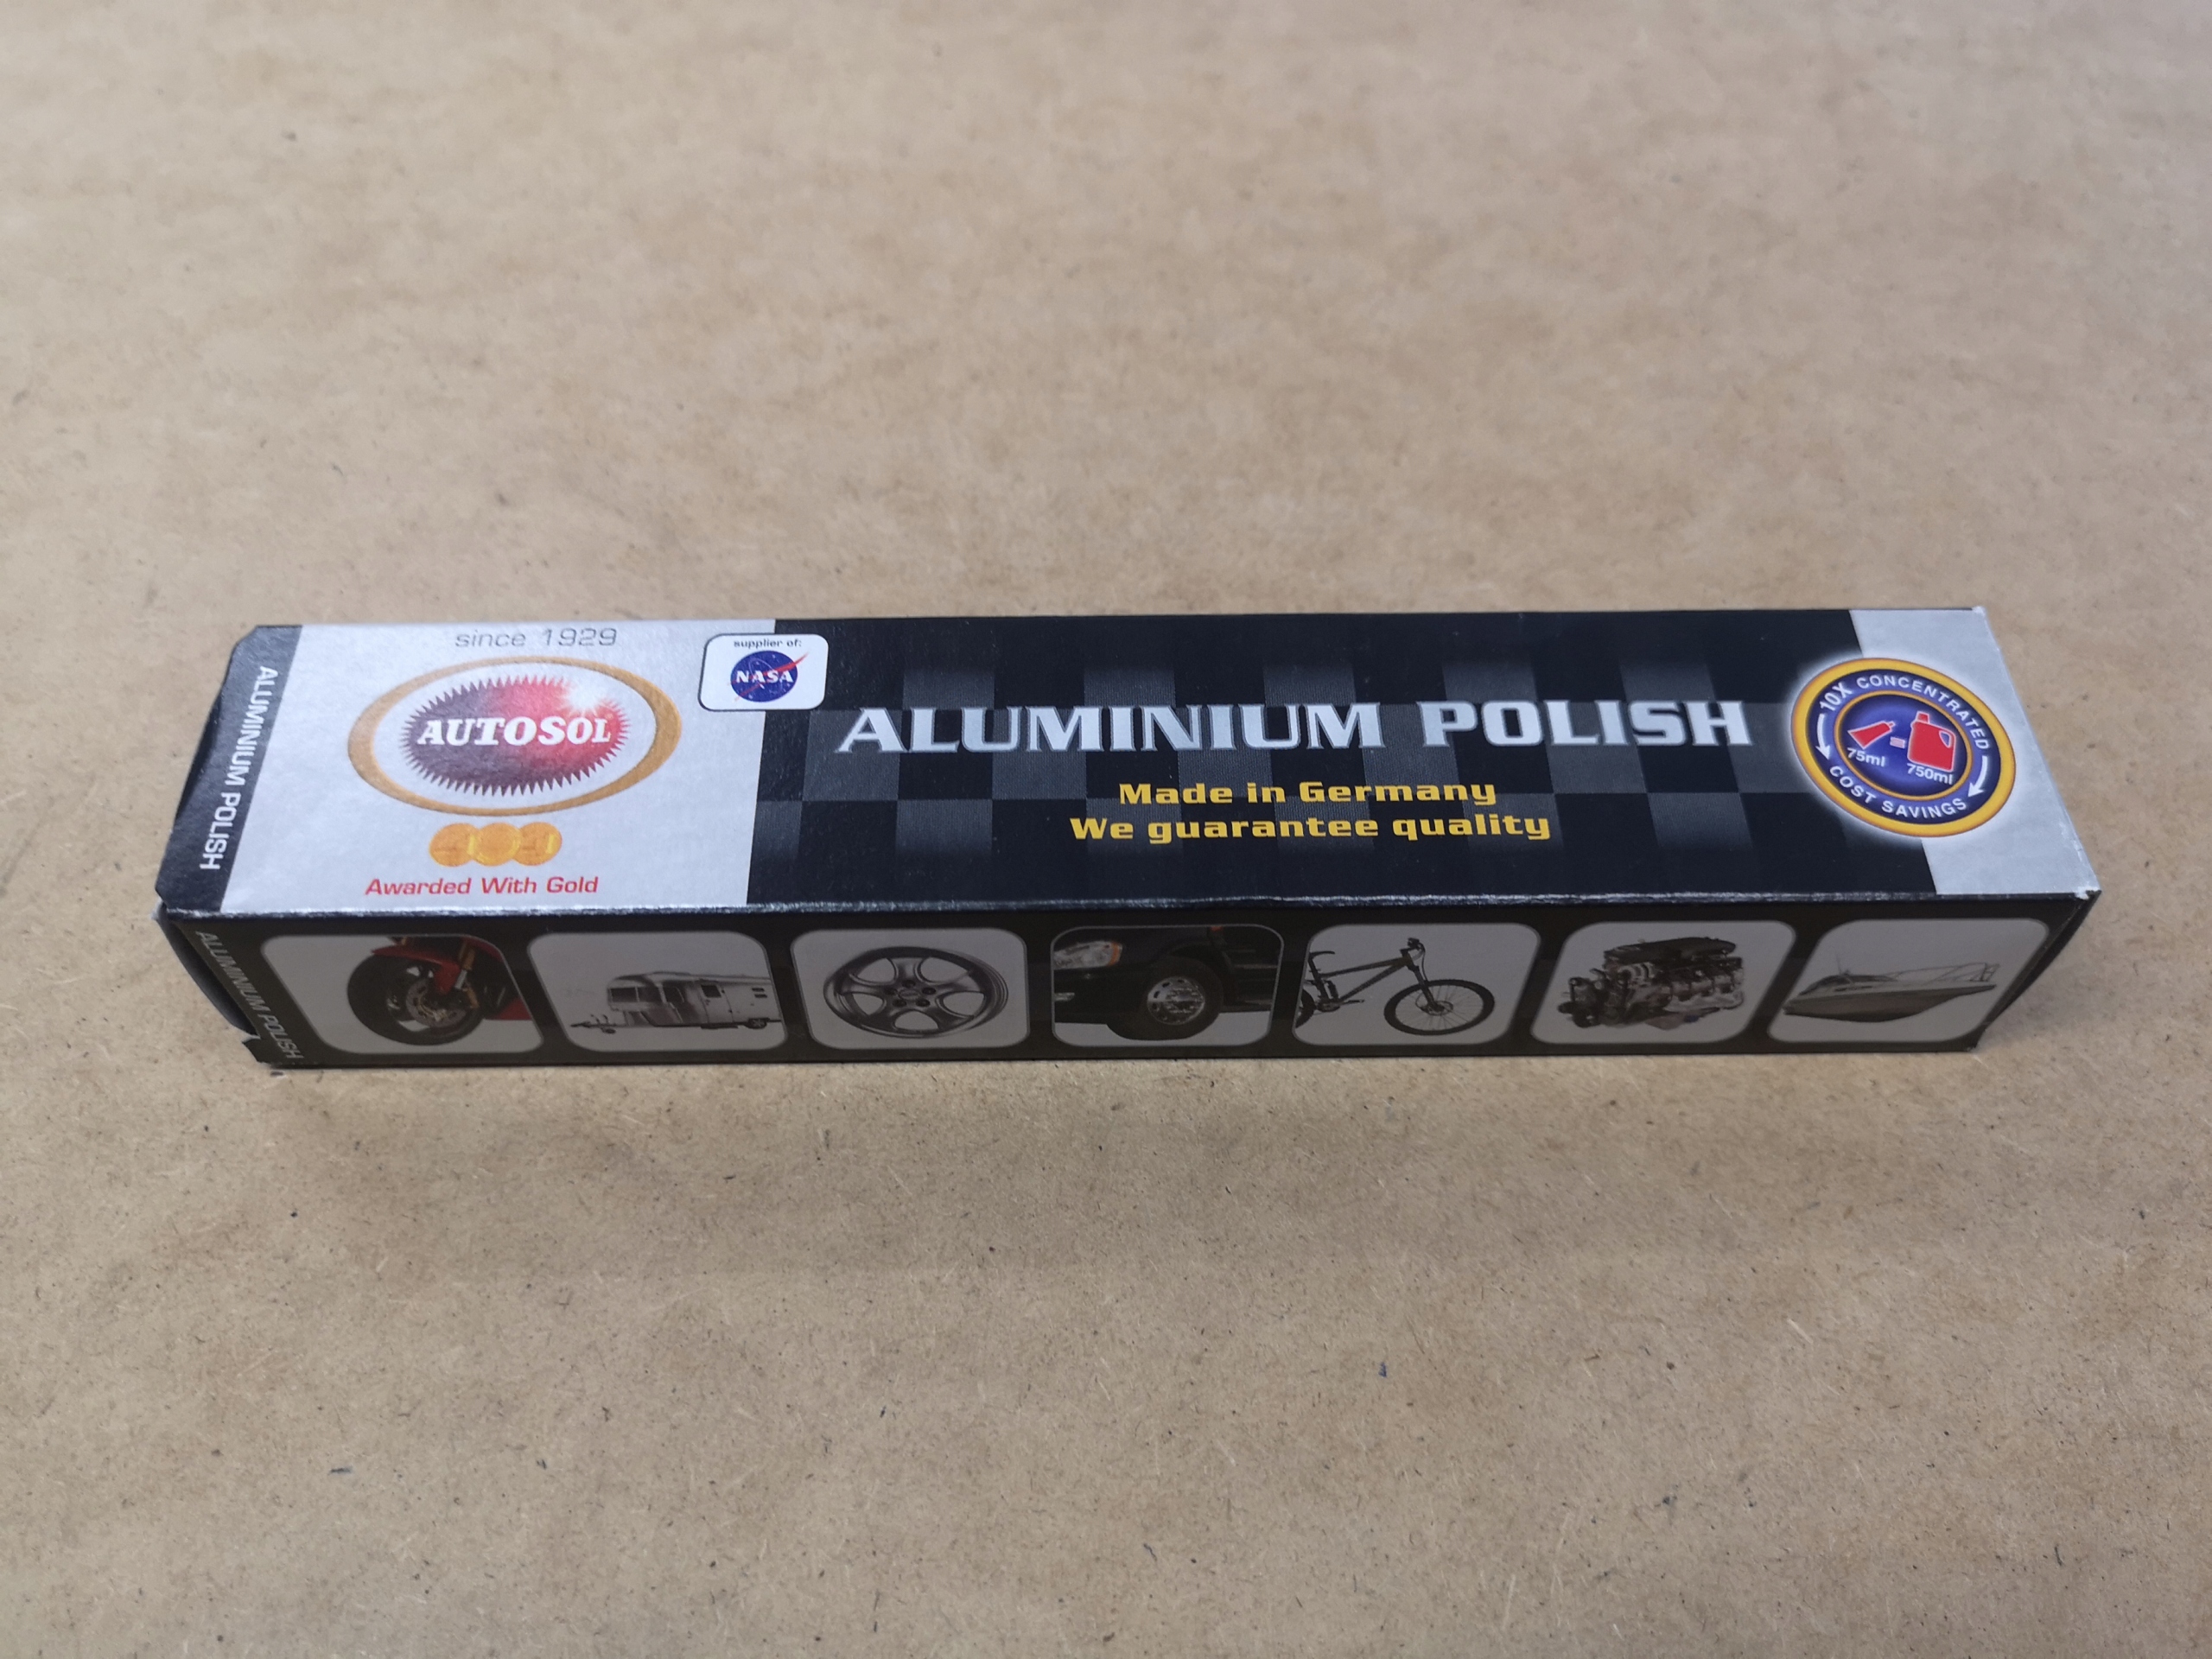 ALUMINIUM POLISH
since 1929
AUTOSOL
Awarded With Gold
supplier of:
NASA
ALUMINIUM POLISH
Made in Germany
We guarantee quality
10X CONCENTRATED
75ml = 750ml
COST SAVINGS
ALUMINIUM POLISH